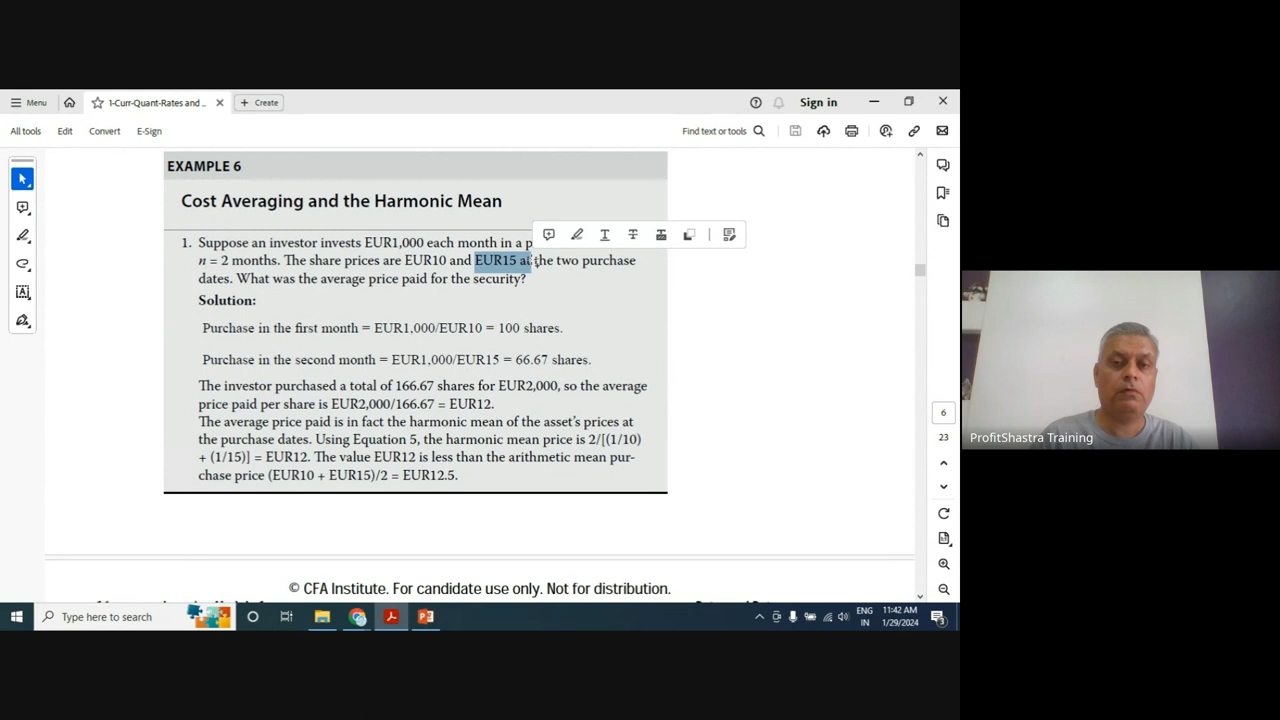 Menu
1-Curr-Quant-Rates and ...
Create
Sign in
All tools
Edit
Convert
E-Sign
Find text or tools
EXAMPLE 6
Cost Averaging and the Harmonic Mean
1. Suppose an investor invests EUR1,000 each month in a p
n = 2 months. The share prices are EUR10 and EUR15 at the two purchase
dates. What was the average price paid for the security?
Solution:
Purchase in the first month = EUR1,000/EUR10 = 100 shares.
Purchase in the second month = EUR1,000/EUR15 = 66.67 shares.
The investor purchased a total of 166.67 shares for EUR2,000, so the average
price paid per share is EUR2,000/166.67 = EUR12.
The average price paid is in fact the harmonic mean of the asset's prices at
the purchase dates. Using Equation 5, the harmonic mean price is 2/[(1/10)
+ (1/15)] = EUR12. The value EUR12 is less than the arithmetic mean pur-
chase price (EUR10 + EUR15)/2 = EUR12.5.
6
23
© CFA Institute. For candidate use only. Not for distribution.
Type here to search
ENG
IN
11:42 AM
1/29/2024
3
ProfitShastra Training